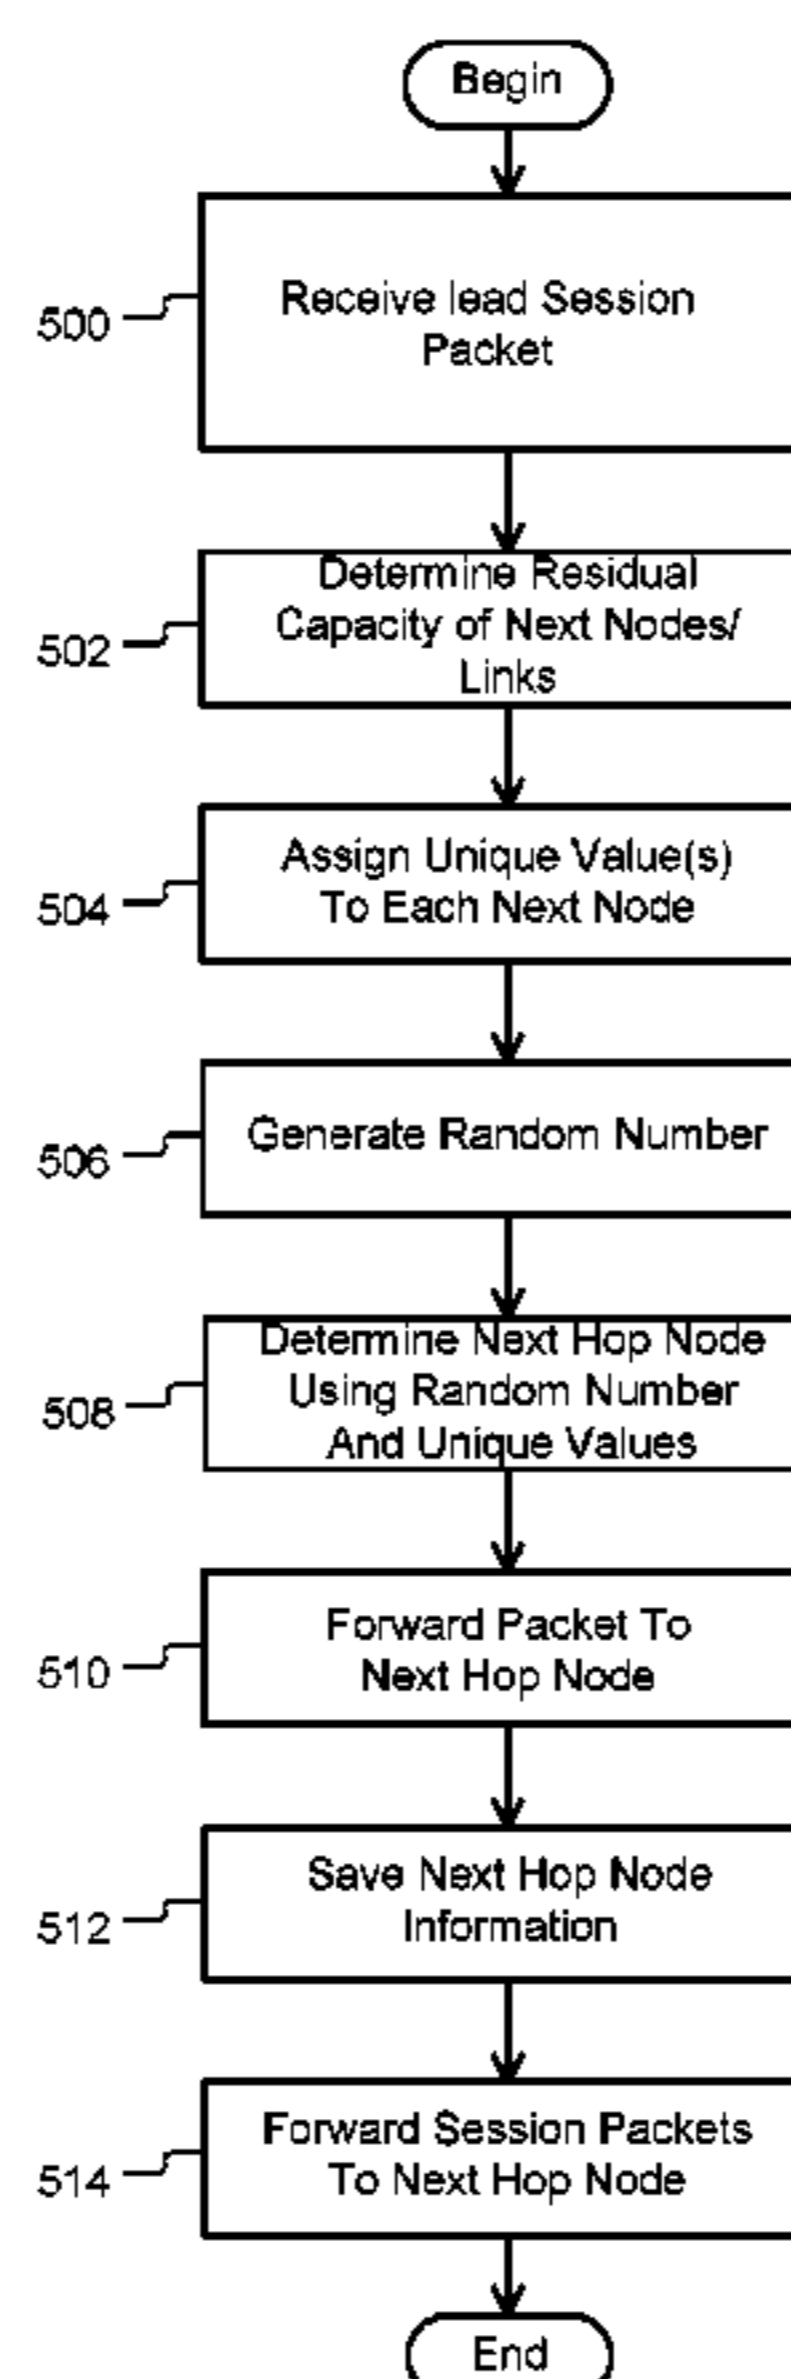 Begin
500
Receive lead Session
Packet
502
Determine Residual
Capacity of Next Nodes/
Links
504
Assign Unique Value(s)
To Each Next Node
506
Generate Random Number
508
Determine Next Hop Node
Using Random Number
And Unique Values
510
Forward Packet To
Next Hop Node
512
Save Next Hop Node
Information
514
Forward Session Packets
To Next Hop Node
End